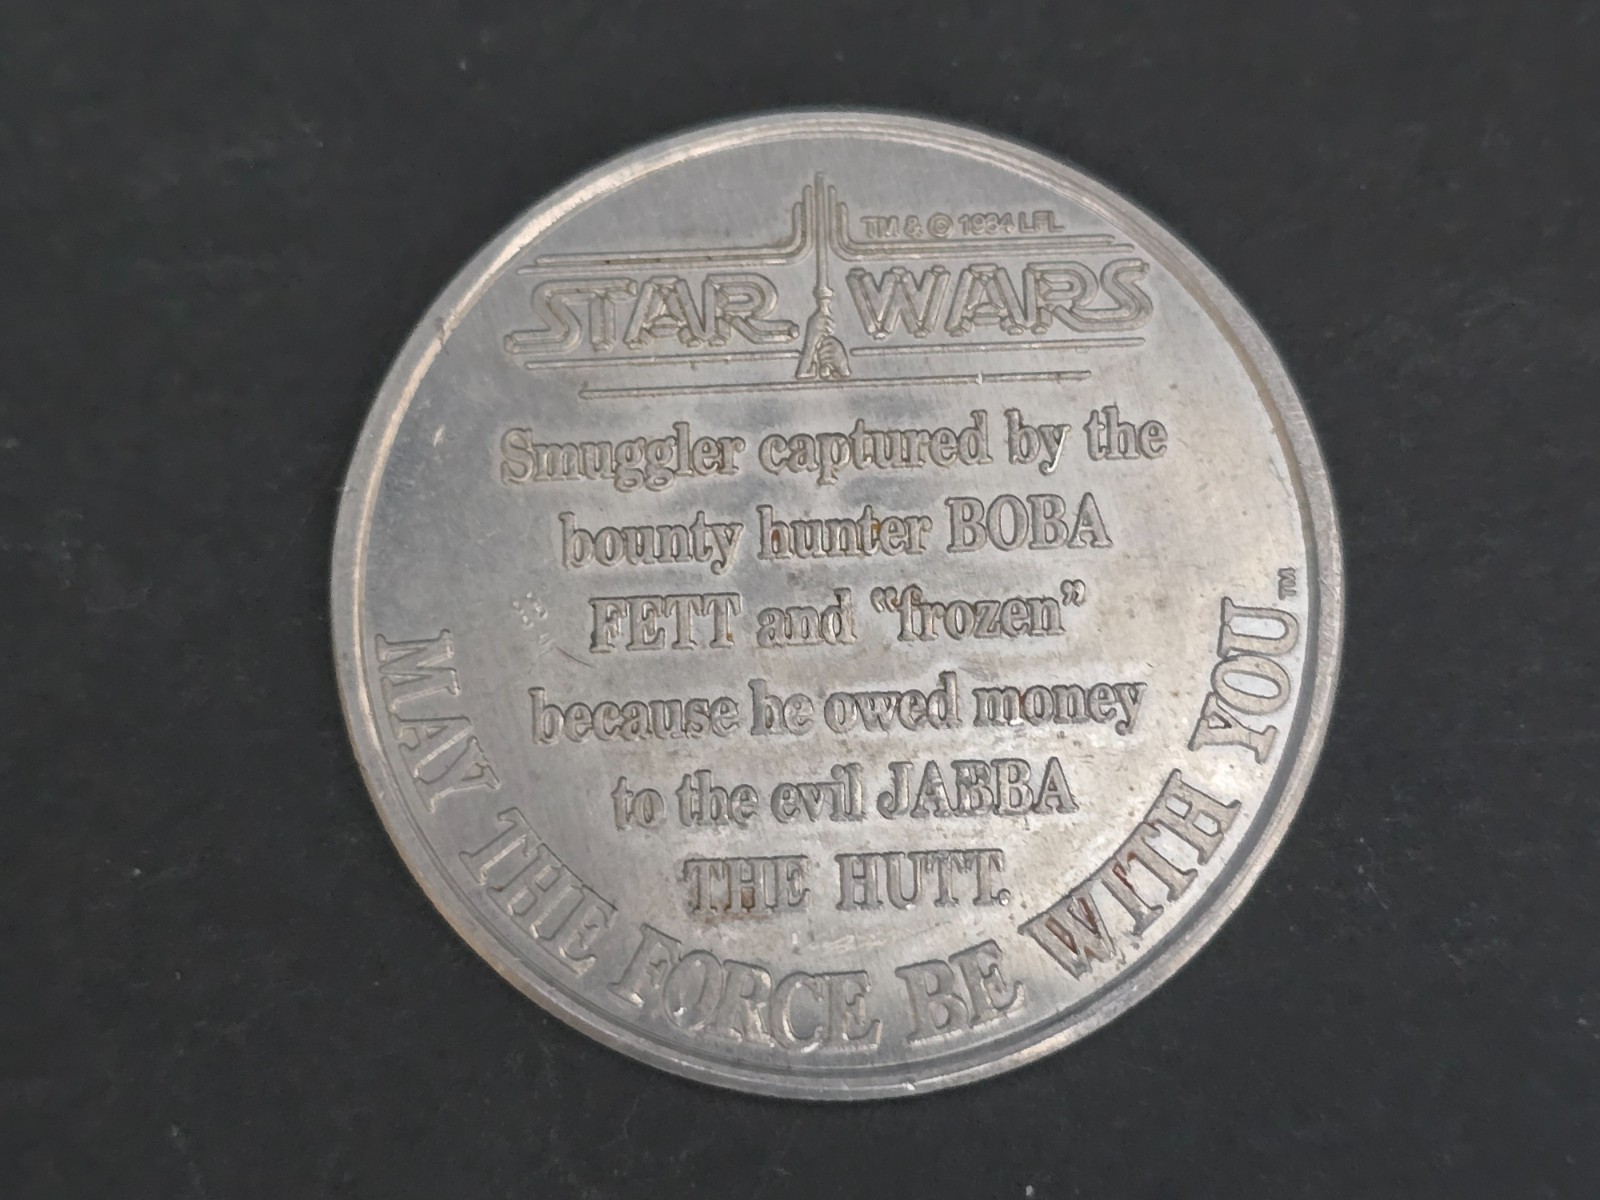 TM & © 1984 LFL
STAR WARS
Smuggler captured by the
bounty hunter BOBA
FETT and “frozen”
because he owed money
to the evil JABBA
THE HUTT.
MAY THE FORCE BE WITH YOU™